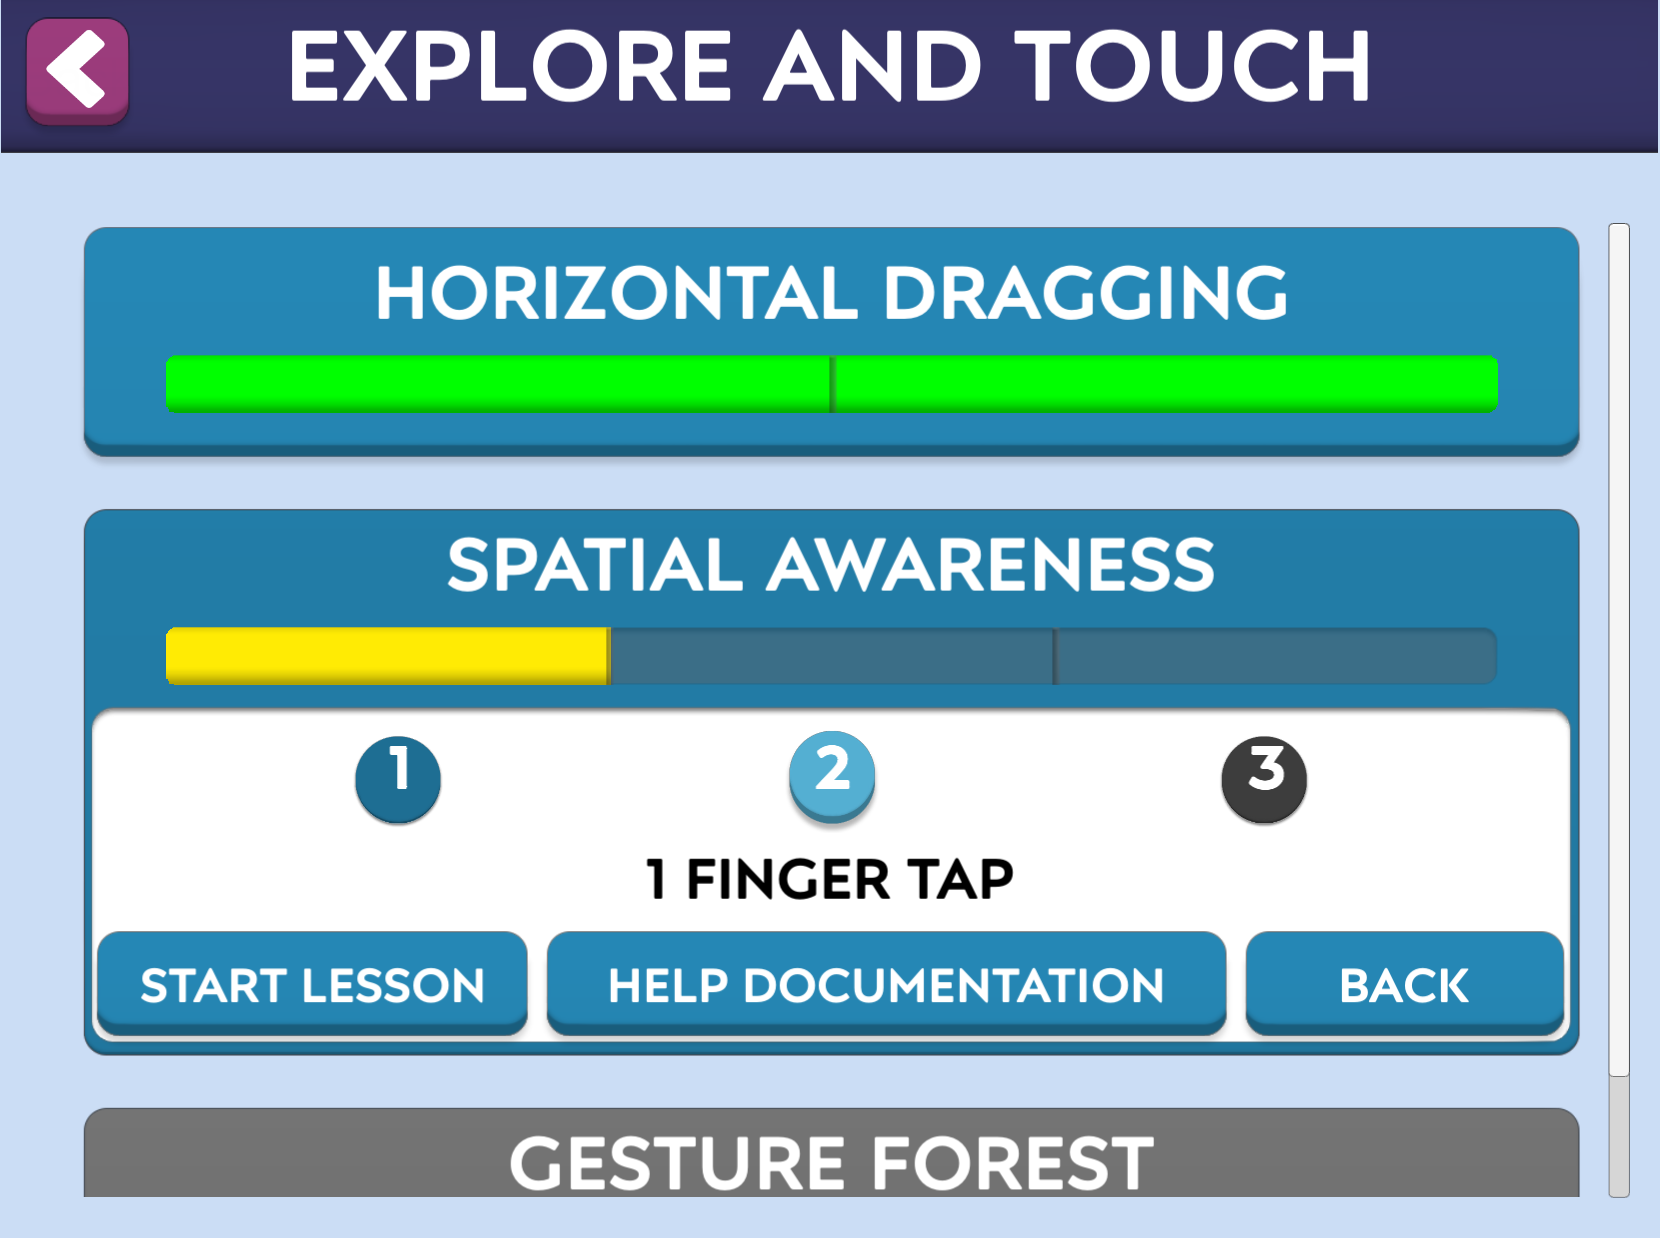 EXPLORE AND TOUCH
HORIZONTAL DRAGGING
SPATIAL AWARENESS
1 2 3
1 FINGER TAP
START LESSON HELP DOCUMENTATION BACK
GESTURE FOREST